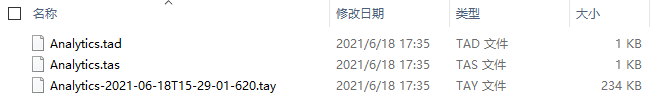 名称 修改日期 类型 大小
Analytics.tad 2021/6/18 17:35 TAD 文件 1 KB
Analytics.tas 2021/6/18 17:35 TAS 文件 1 KB
Analytics-2021-06-18T15-29-01-620.tay 2021/6/18 17:35 TAY 文件 234 KB